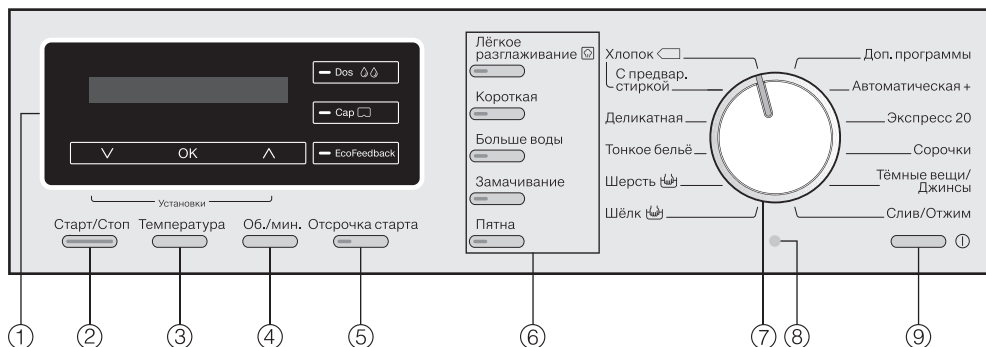 Dos
Cap
OK
EcoFeedback
Установки
Старт/Стоп
Температура
Об./мин.
Отсрочка старта
Лёгкое
разглаживание
Короткая
Больше воды
Замачивание
Пятна
Хлопок
С предвар.
стиркой
Деликатная
Тонкое бельё
Шерсть
Шёлк
Доп. программы
Автоматическая +
Экспресс 20
Сорочки
Тёмные вещи/
Джинсы
Слив/Отжим
① ② ③ ④ ⑤ ⑥ ⑦ ⑧ ⑨